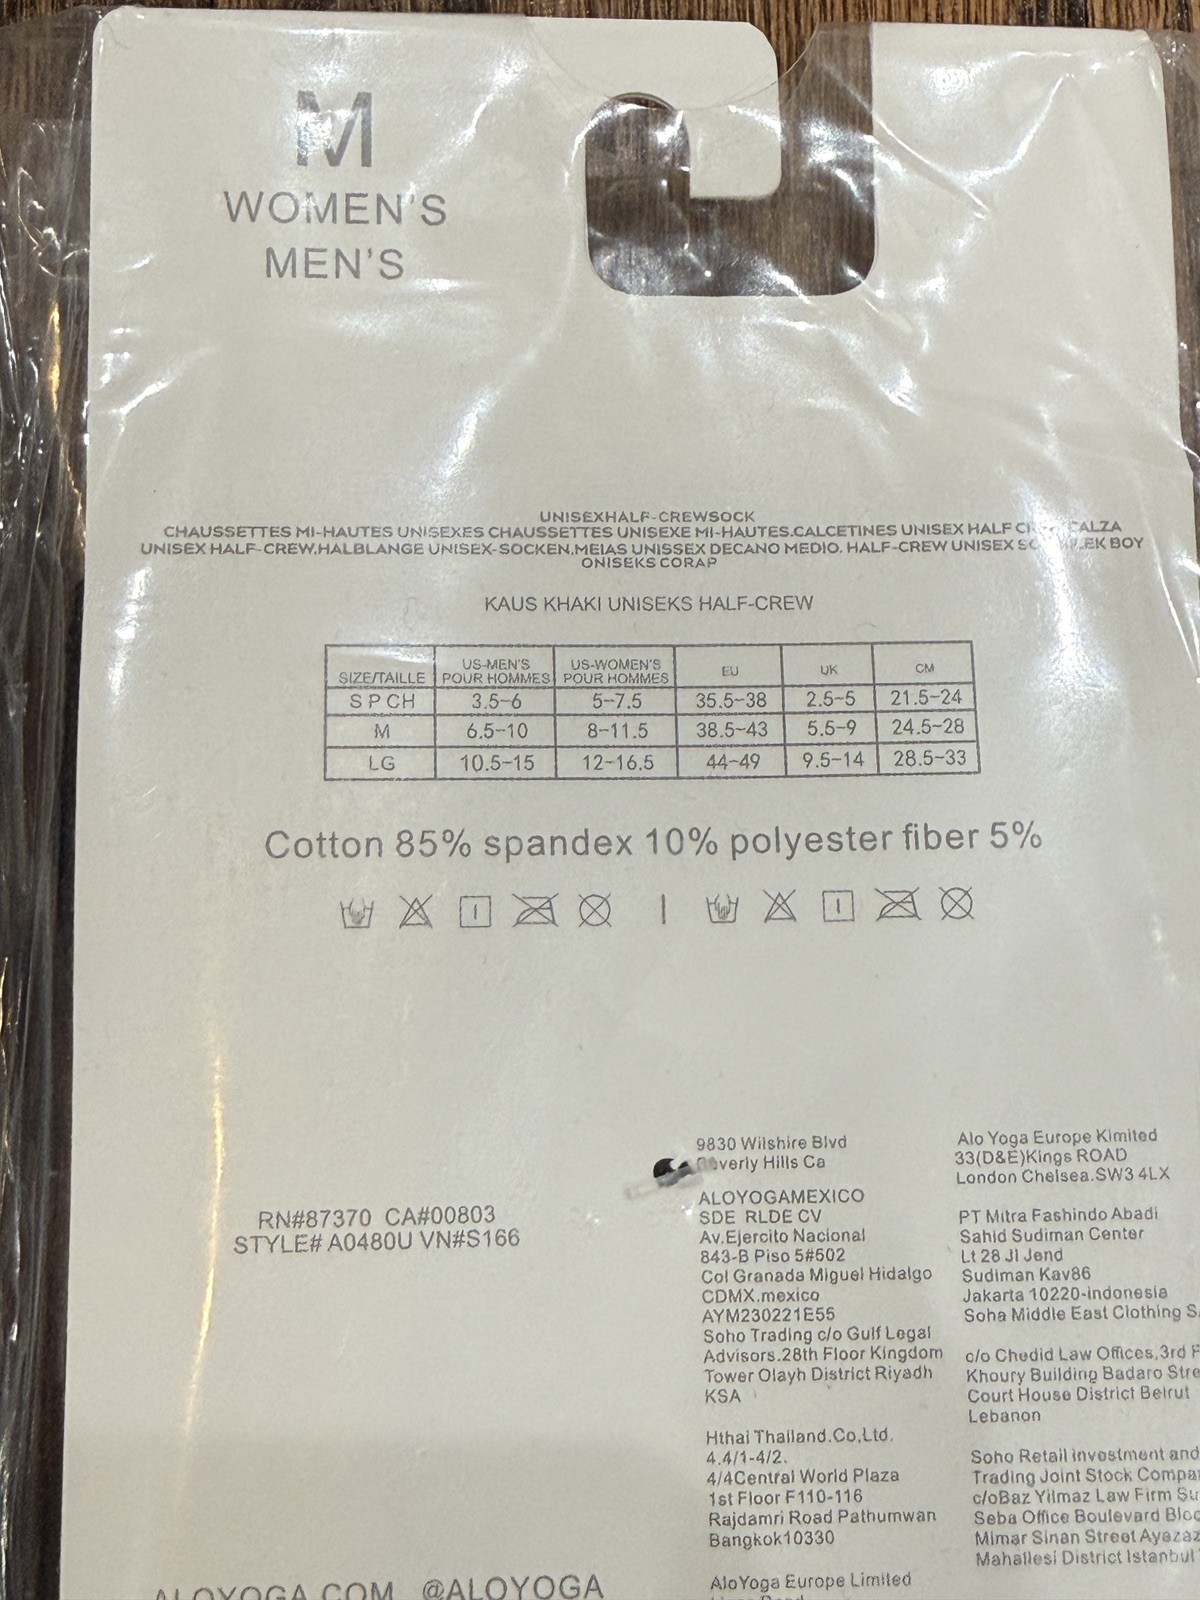 M
WOMEN'S
MEN'S
UNISEXHALF-CREWSOCK
CHAUSSETTES MI-HAUTES UNISEXES CHAUSSETTES UNISEXE MI-HAUTES.CALCETINES UNISEX HALF CALZA
UNISEX HALF-CREW.HALBLANGE UNISEX-SOCKEN.MEIAS UNISSEX DECANO MEDIO. HALF-CREW UNISEX BOY
ONISEKS CORAP
KAUS KHAKI UNISEKS HALF-CREW
SIZE/TAILLE US-MEN'S POUR HOMMES US-WOMEN'S POUR HOMMES EU UK CM
S P CH 3.5-6 5-7.5 35.5-38 2.5-5 21.5-24
M 6.5-10 8-11.5 38.5-43 5.5-9 24.5-28
LG 10.5-15 12-16.5 44-49 9.5-14 28.5-33
Cotton 85% spandex 10% polyester fiber 5%
RN#87370 CA#00803
STYLE# A0480U VN#S166
9830 Wilshire Blvd
Beverly Hills Ca
ALOYOGAMEXICO
SDE RLDE CV
Av.Ejercito Nacional
843-B Piso 5#602
Col Granada Miguel Hidalgo
CDMX.mexico
AYM230221E55
Soho Trading c/o Gulf Legal
Advisors.28th Floor Kingdom
Tower Olayh District Riyadh
KSA
Hthai Thailand.Co,Ltd.
4.4/1-4/2.
4/4Central World Plaza
1st Floor F110-116
Rajdamri Road Pathumwan
Bangkok10330
AloYoga Europe Limited
Alo Yoga Europe Kimited
33(D&E)Kings ROAD
London Chelsea.SW3 4LX
PT Mitra Fashindo Abadi
Sahid Sudiman Center
Lt 28 Jl Jend
Sudiman Kav86
Jakarta 10220-indonesia
Soha Middle East Clothing
c/o Chedid Law Offices,3rd
Khoury Building Badaro
Court House District Beirut
Lebanon
Soho Retail investment and
Trading Joint Stock
c/oBaz Yilmaz Law Firm
Seba Office Boulevard
Mimar Sinan Street
Mahallesi District Istanbul
ALOYOGA.COM @ALOYOGA